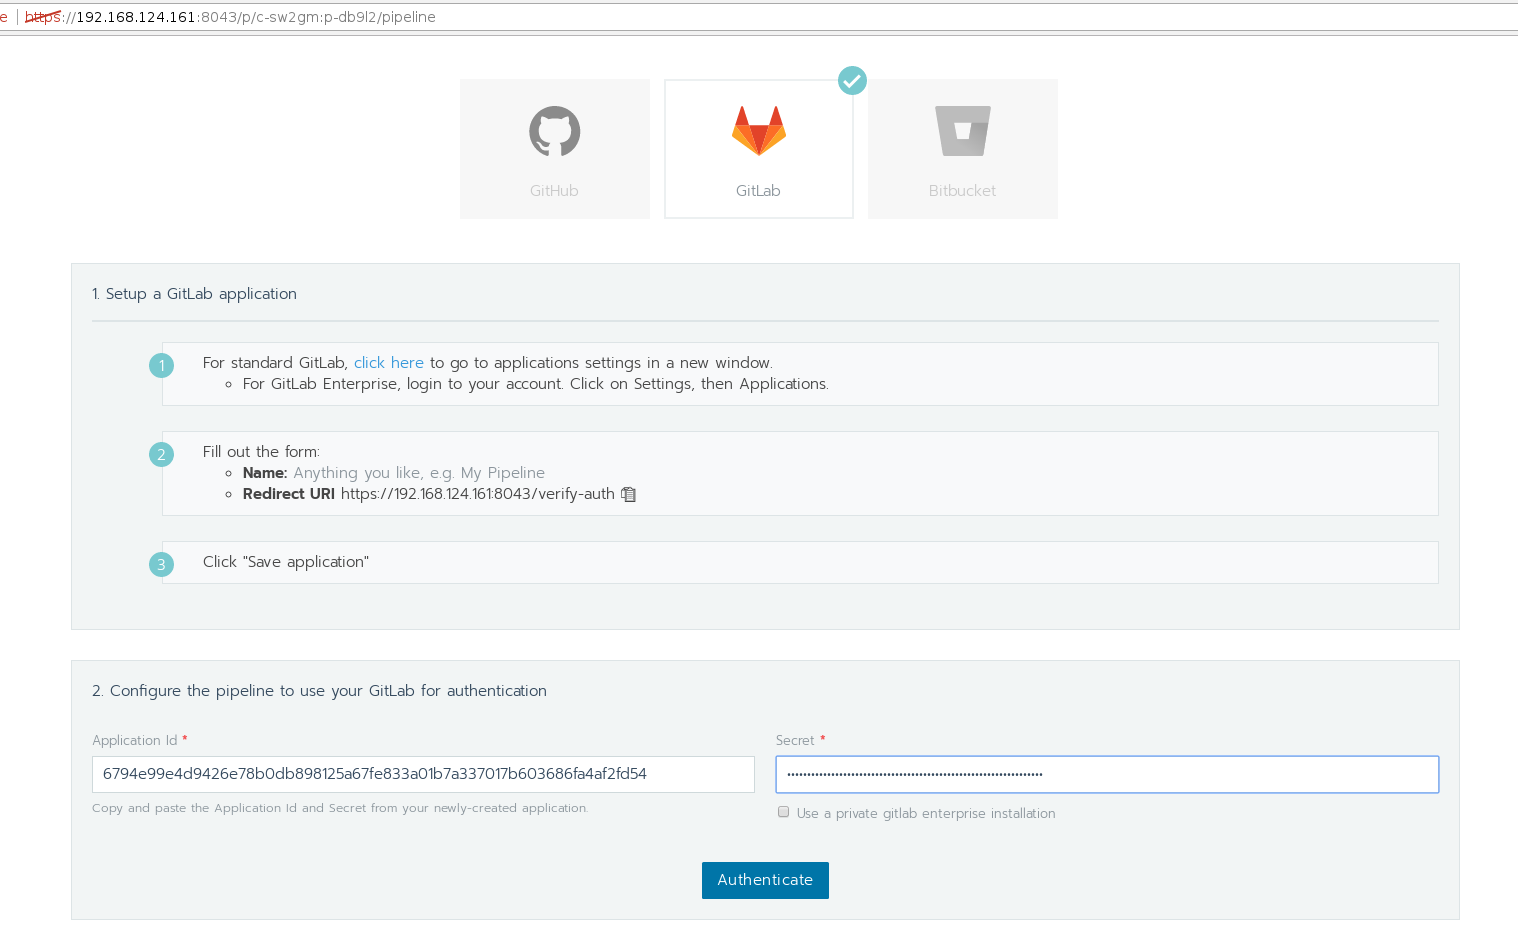 e https://192.168.124.161:8043/p/c-sw2gm:p-db9l2/pipeline
GitHub
GitLab
Bitbucket
1. Setup a GitLab application
1
For standard GitLab, click here to go to applications settings in a new window.
For GitLab Enterprise, login to your account. Click on Settings, then Applications.
2
Fill out the form:
Name: Anything you like, e.g. My Pipeline
Redirect URI https://192.168.124.161:8043/verify-auth
3
Click "Save application"
2. Configure the pipeline to use your GitLab for authentication
Application Id *
Secret *
6794e99e4d9426e78b0db898125a67fe833a01b7a337017b603686fa4af2fd54
Copy and paste the Application Id and Secret from your newly-created application.
Use a private gitlab enterprise installation
Authenticate